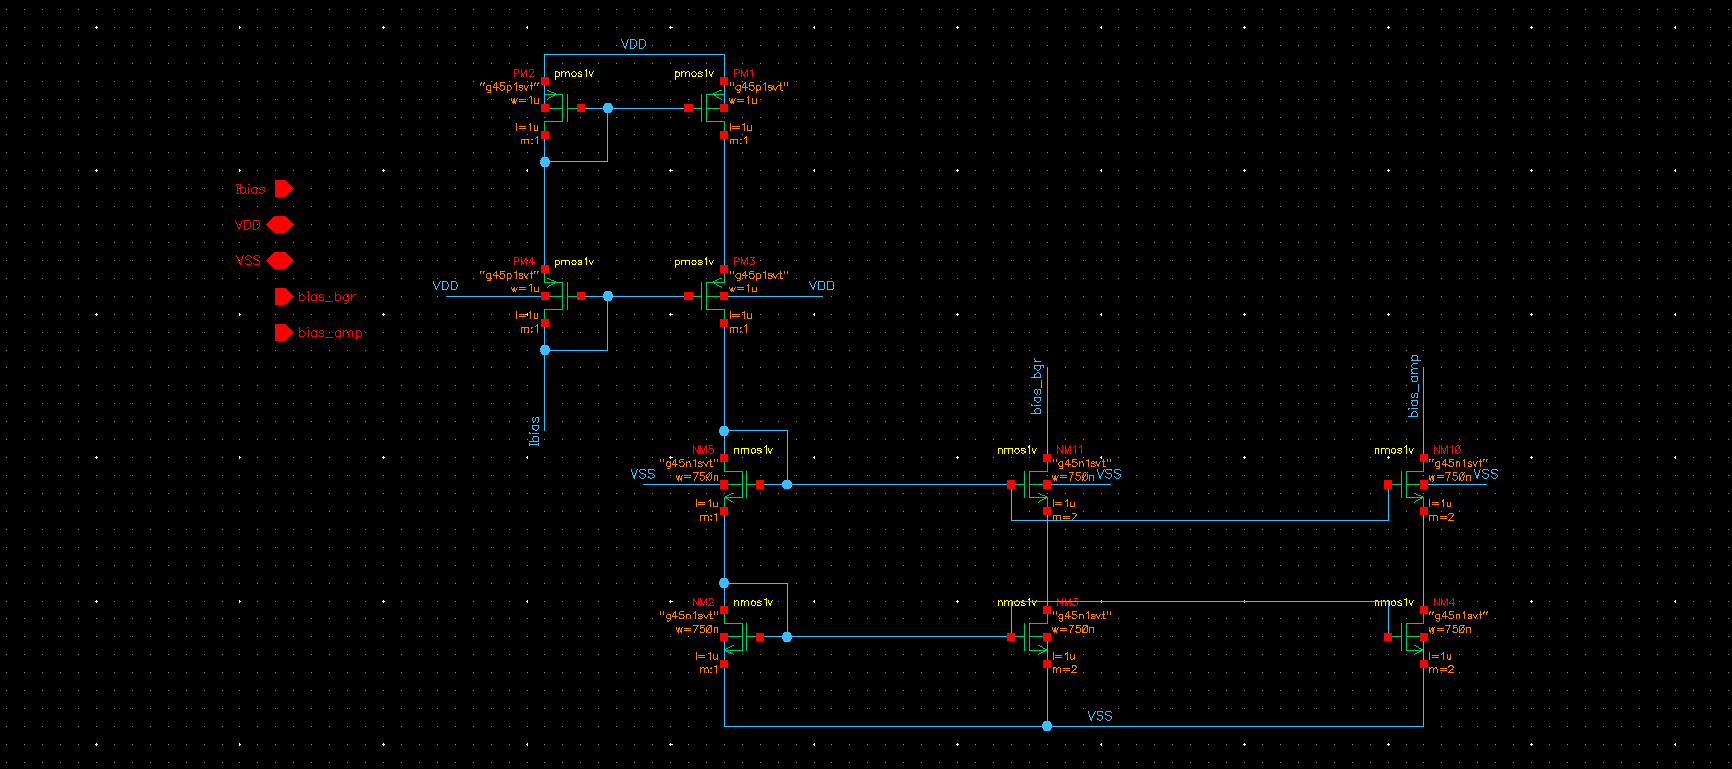 VDD
PM2
pmos1v
"g45p1svt"
w=1u
l=1u
m:1
pmos1v
PM1
"g45p1svt"
w=1u
l=1u
m:1
Ibias
VDD
VSS
bias_bgr
bias_amp
PM4
pmos1v
"g45p1svt"
w=1u
l=1u
m:1
VDD
pmos1v
PM3
"g45p1svt"
w=1u
l=1u
m:1
VDD
Ibias
bias_bgr
bias_amp
NM5
nmos1v
"g45n1svt"
w=750n
l=1u
m:1
VSS
nmos1v
NM11
"g45n1svt"
w=750n
l=1u
m=2
VSS
nmos1v
NM10
"g45n1svt"
w=750n
l=1u
m=2
VSS
NM2
nmos1v
"g45n1svt"
w=750n
l=1u
m:1
nmos1v
NM3
"g45n1svt"
w=750n
l=1u
m=2
nmos1v
NM4
"g45n1svt"
w=750n
l=1u
m=2
VSS